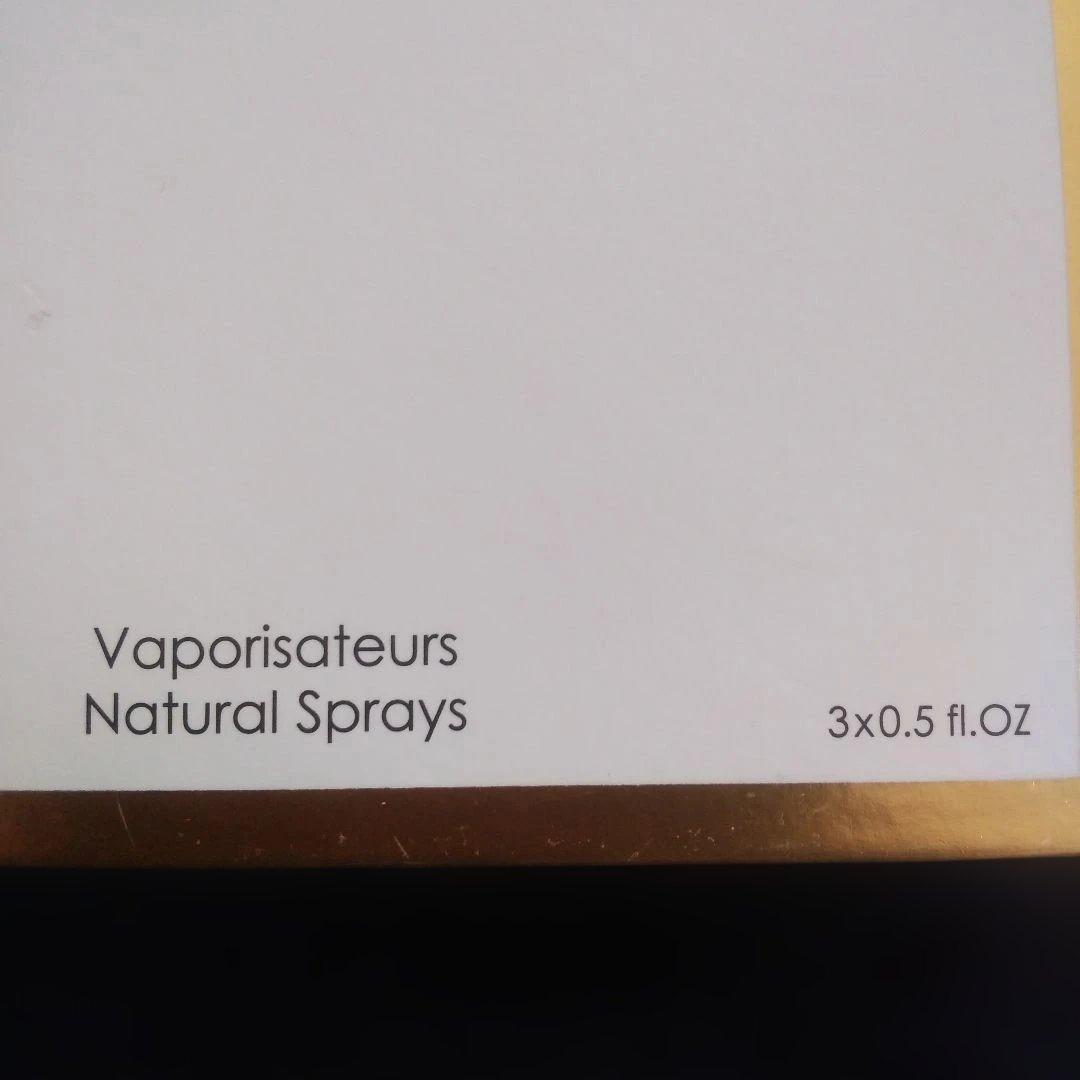 Vaporisateurs
Natural Sprays
3x0.5 fl.OZ